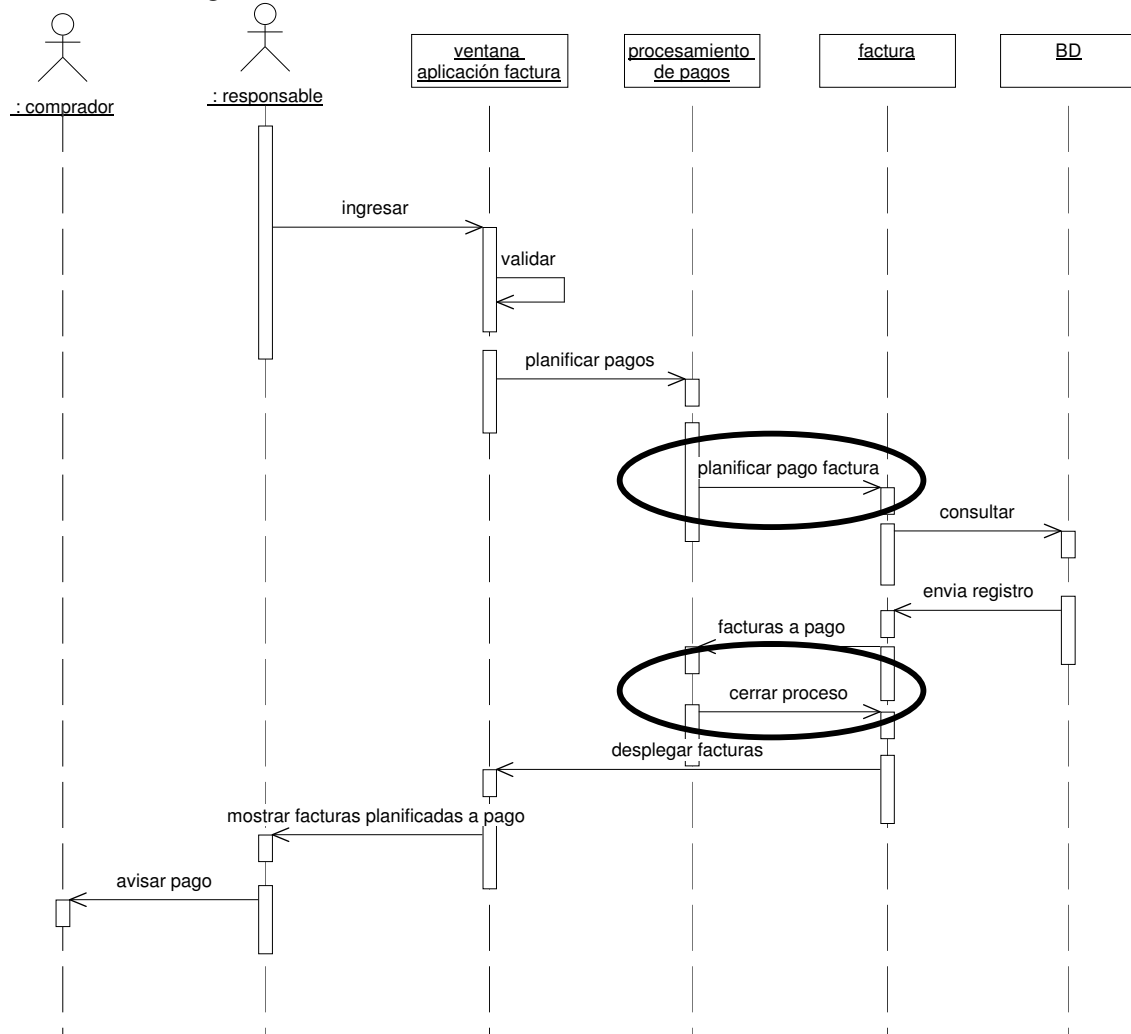 : comprador
: responsable
ventana
aplicación factura
procesamiento
de pagos
factura
BD
ingresar
validar
planificar pagos
planificar pago factura
consultar
envia registro
facturas a pago
cerrar proceso
desplegar facturas
mostrar facturas planificadas a pago
avisar pago